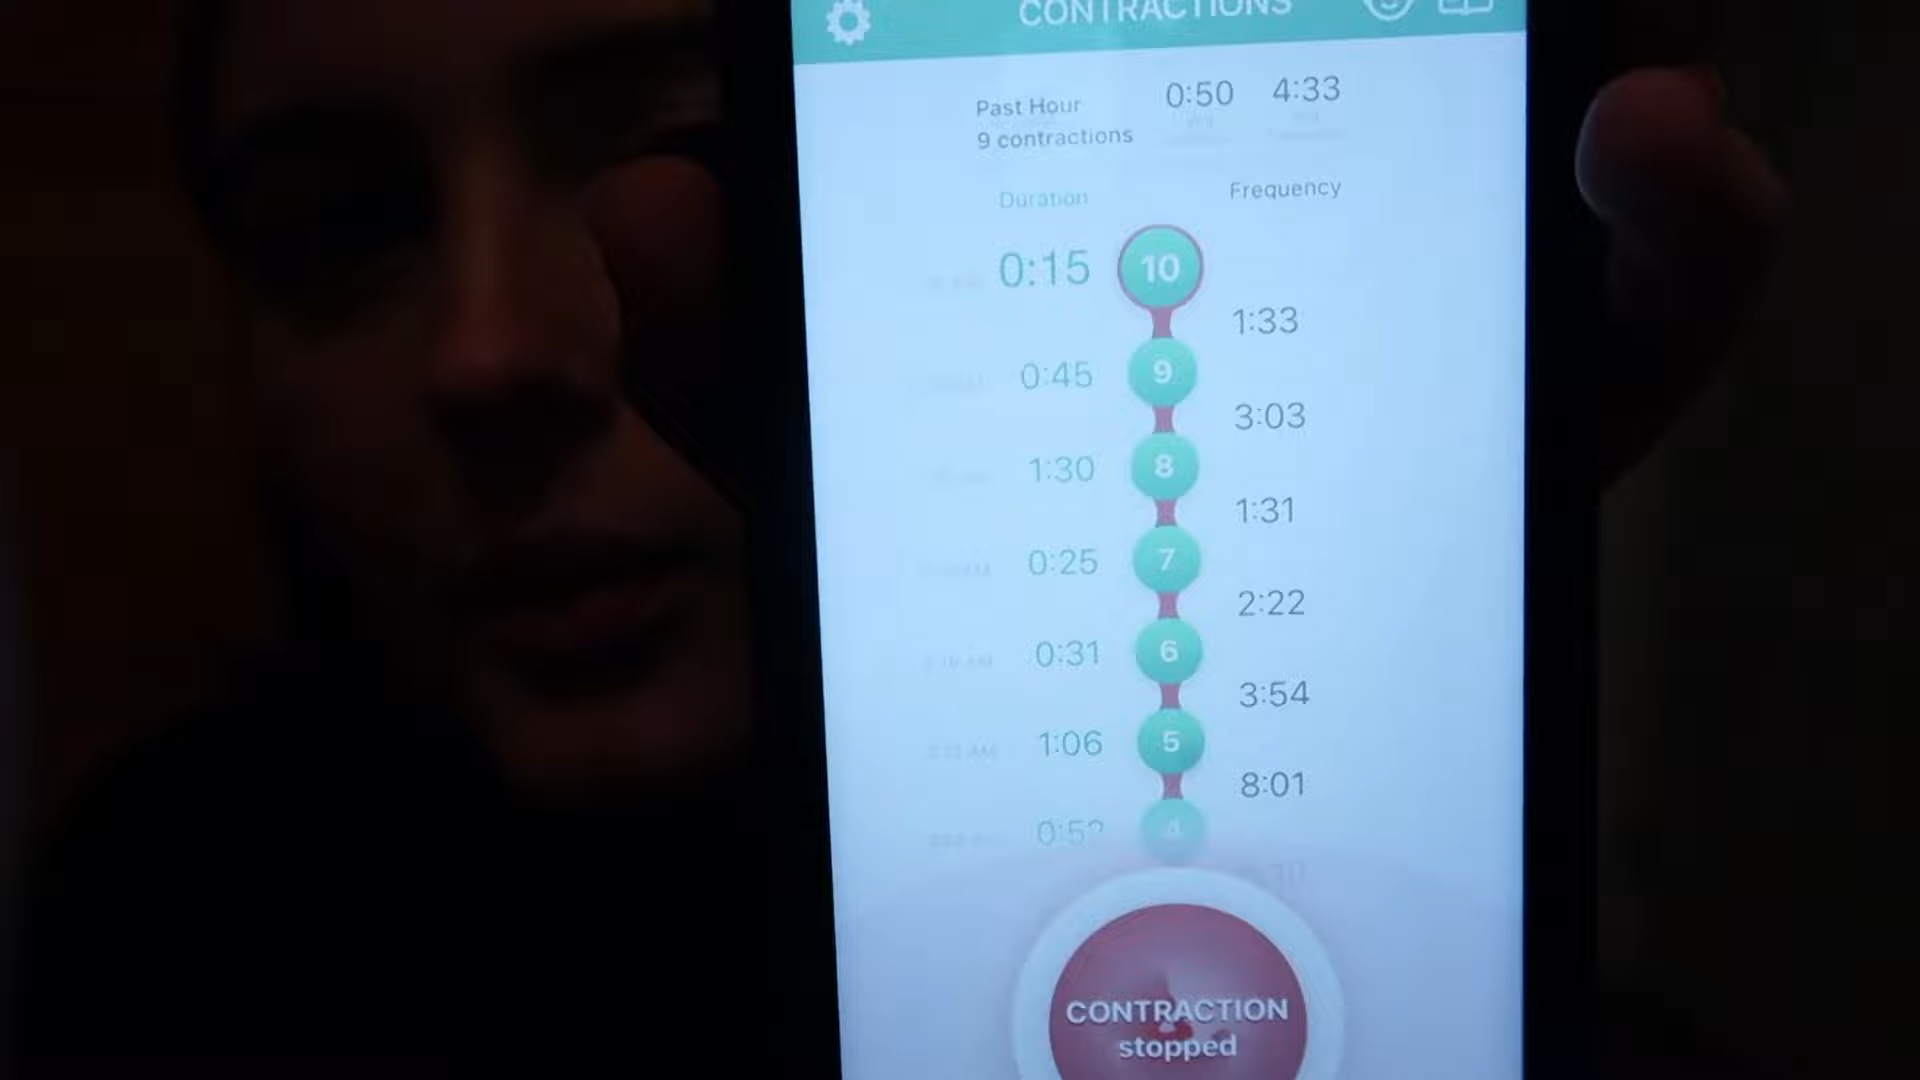 CONTRACTIONS
Past Hour 0:50 4:33
9 contractions
Duration Frequency
0:15 10
1:33
0:45 9
3:03
1:30 8
1:31
0:25 7
2:22
0:31 6
3:54
1:06 5
8:01
4
CONTRACTION
stopped